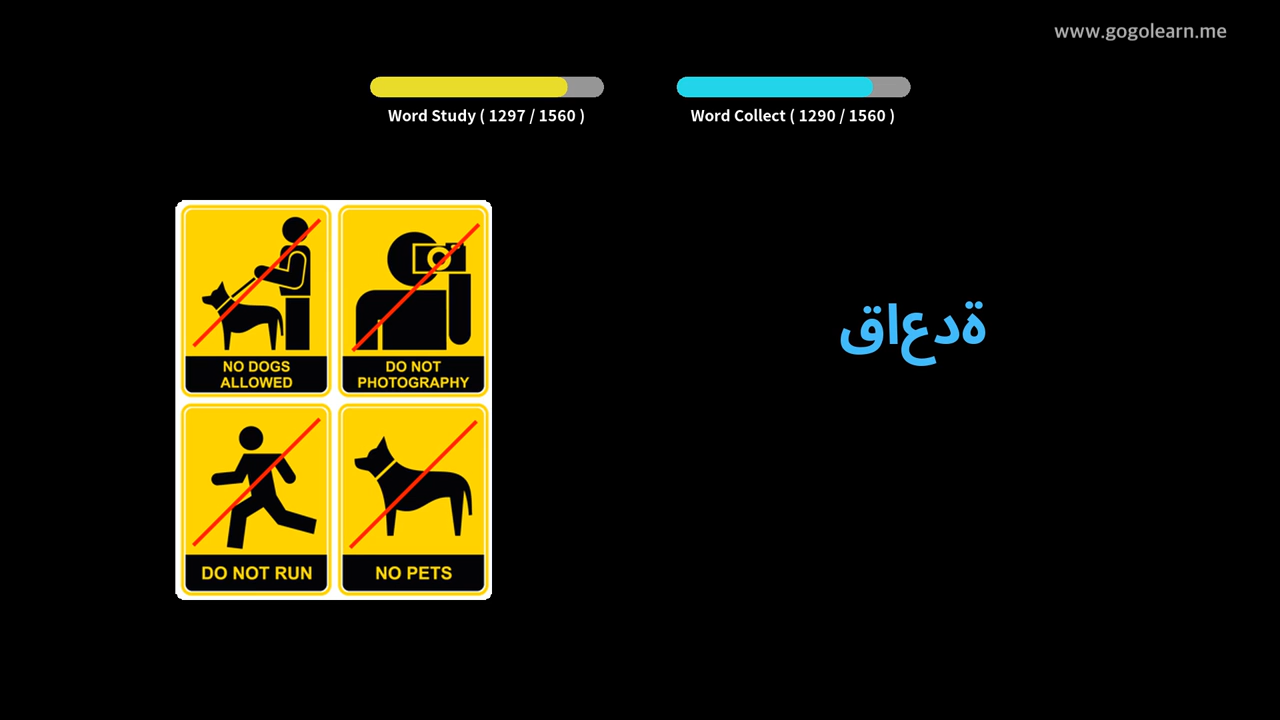 www.gogolearn.me
Word Study ( 1297 / 1560 )
Word Collect ( 1290 / 1560 )
NO DOGS
ALLOWED
DO NOT
PHOTOGRAPHY
DO NOT RUN
NO PETS
قاعدة